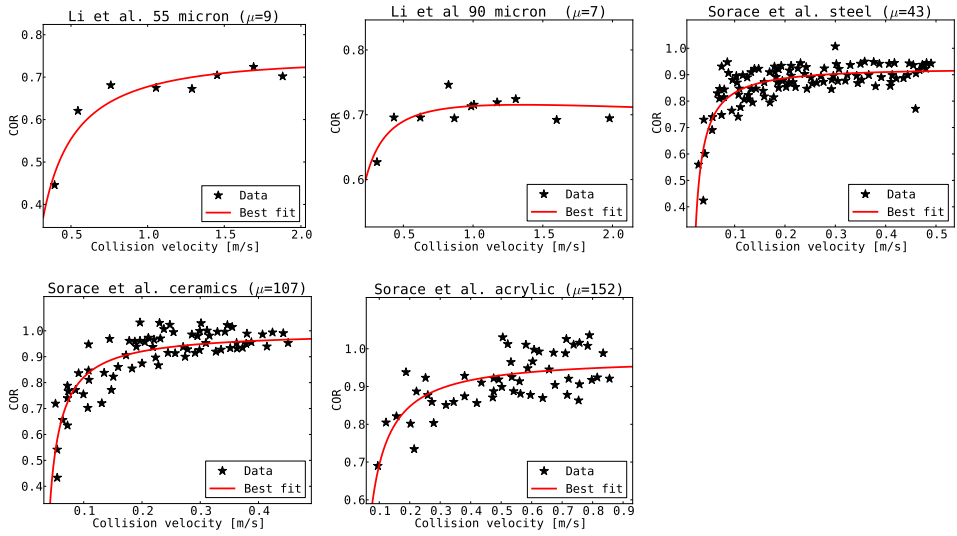 Li et al. 55 micron (μ=9)
COR
0.8
0.7
0.6
0.5
0.4
Data
Best fit
0.5 1.0 1.5 2.0
Collision velocity [m/s]
Li et al 90 micron (μ=7)
COR
0.8
0.7
0.6
Data
Best fit
0.5 1.0 1.5 2.0
Collision velocity [m/s]
Sorace et al. steel (μ=43)
COR
1.0
0.9
0.8
0.7
0.6
0.5
0.4
Data
Best fit
0.1 0.2 0.3 0.4 0.5
Collision velocity [m/s]
Sorace et al. ceramics (μ=107)
COR
1.0
0.9
0.8
0.7
0.6
0.5
0.4
Data
Best fit
0.1 0.2 0.3 0.4
Collision velocity [m/s]
Sorace et al. acrylic (μ=152)
COR
1.0
0.9
0.8
0.7
0.6
Data
Best fit
0.1 0.2 0.3 0.4 0.5 0.6 0.7 0.8 0.9
Collision velocity [m/s]